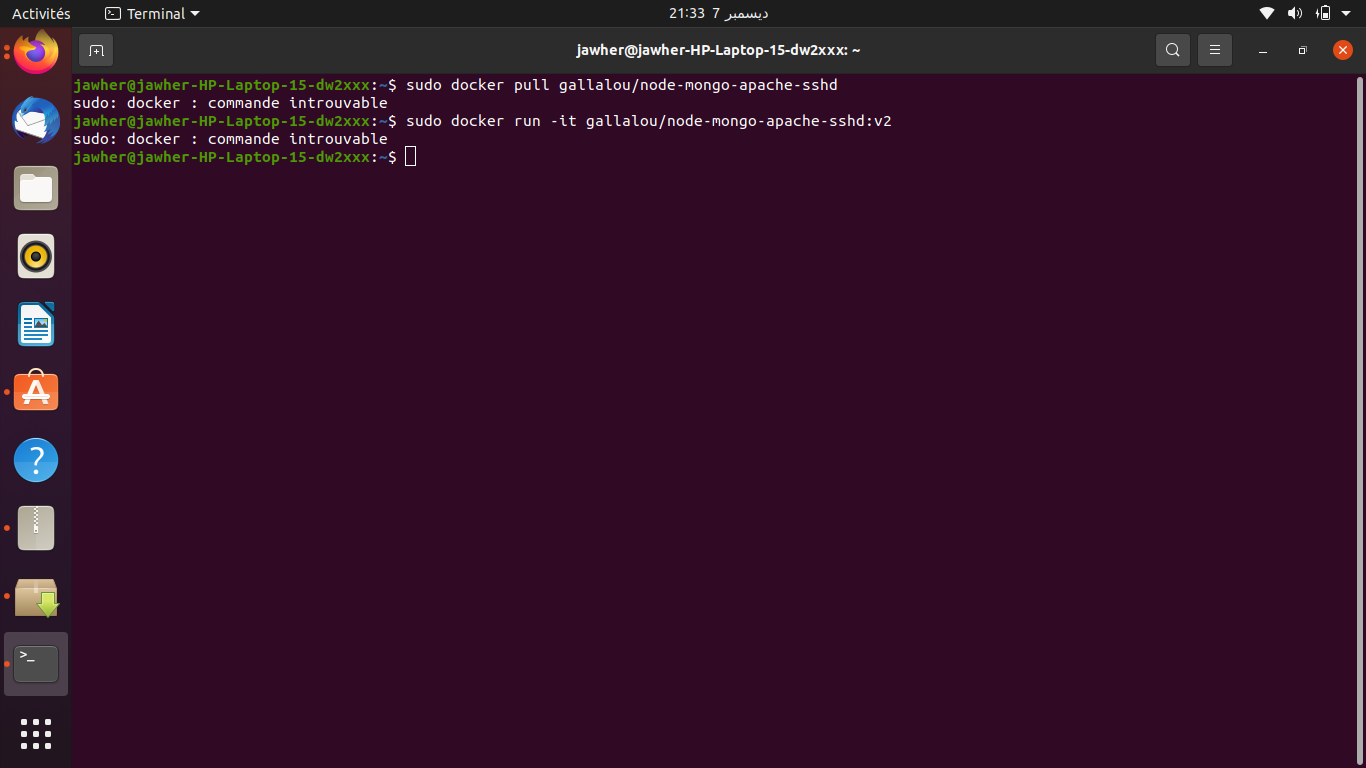 Activités
Terminal
21:33 7 ديسمبر
jawher@jawher-HP-Laptop-15-dw2xxx: ~
jawher@jawher-HP-Laptop-15-dw2xxx:~$ sudo docker pull gallalou/node-mongo-apache-sshd
sudo: docker : commande introuvable
jawher@jawher-HP-Laptop-15-dw2xxx:~$ sudo docker run -it gallalou/node-mongo-apache-sshd:v2
sudo: docker : commande introuvable
jawher@jawher-HP-Laptop-15-dw2xxx:~$